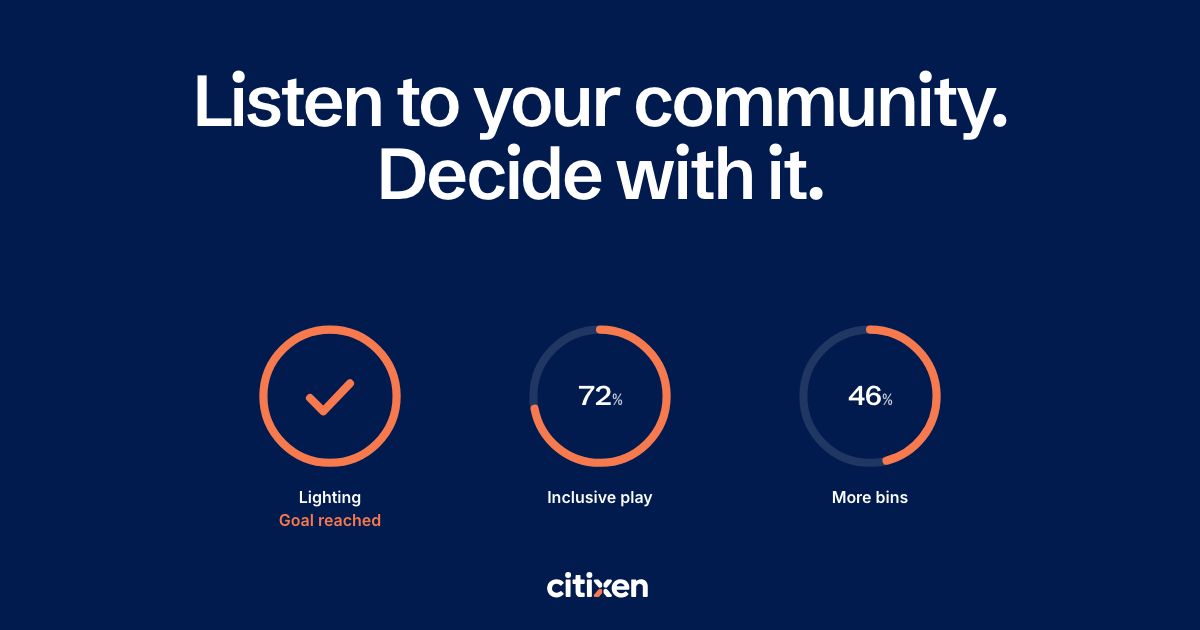 Listen to your community.
Decide with it.
72%
46%
Lighting
Inclusive play
More bins
Goal reached
citixen